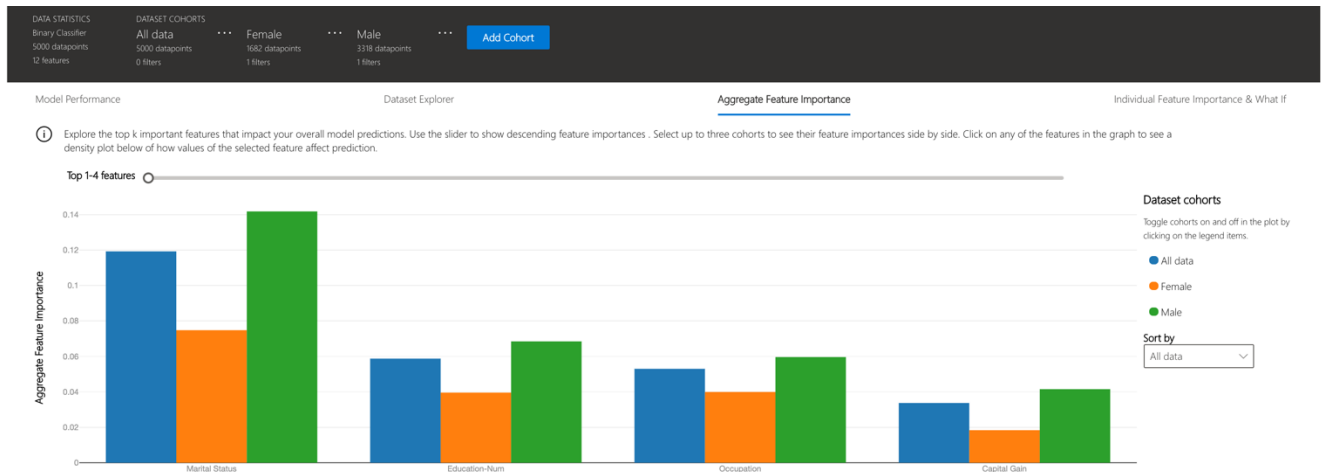 DATA STATISTICS
Binary Classifier
5000 datapoints
12 features
DATASET COHORTS
All data ...
5000 datapoints
0 filters
Female ...
1682 datapoints
1 filters
Male ...
3318 datapoints
1 filters
Add Cohort
Model Performance
Dataset Explorer
Aggregate Feature Importance
Individual Feature Importance & What If
Explore the top k important features that impact your overall model predictions. Use the slider to show descending feature importances . Select up to three cohorts to see their feature importances side by side. Click on any of the features in the graph to see a
density plot below of how values of the selected feature affect prediction.
Top 1-4 features
Aggregate Feature Importance
0.14
0.12
0.1
0.08
0.06
0.04
0.02
0
Marital Status
Education-Num
Occupation
Capital Gain
Dataset cohorts
Toggle cohorts on and off in the plot by
clicking on the legend items.
All data
Female
Male
Sort by
All data